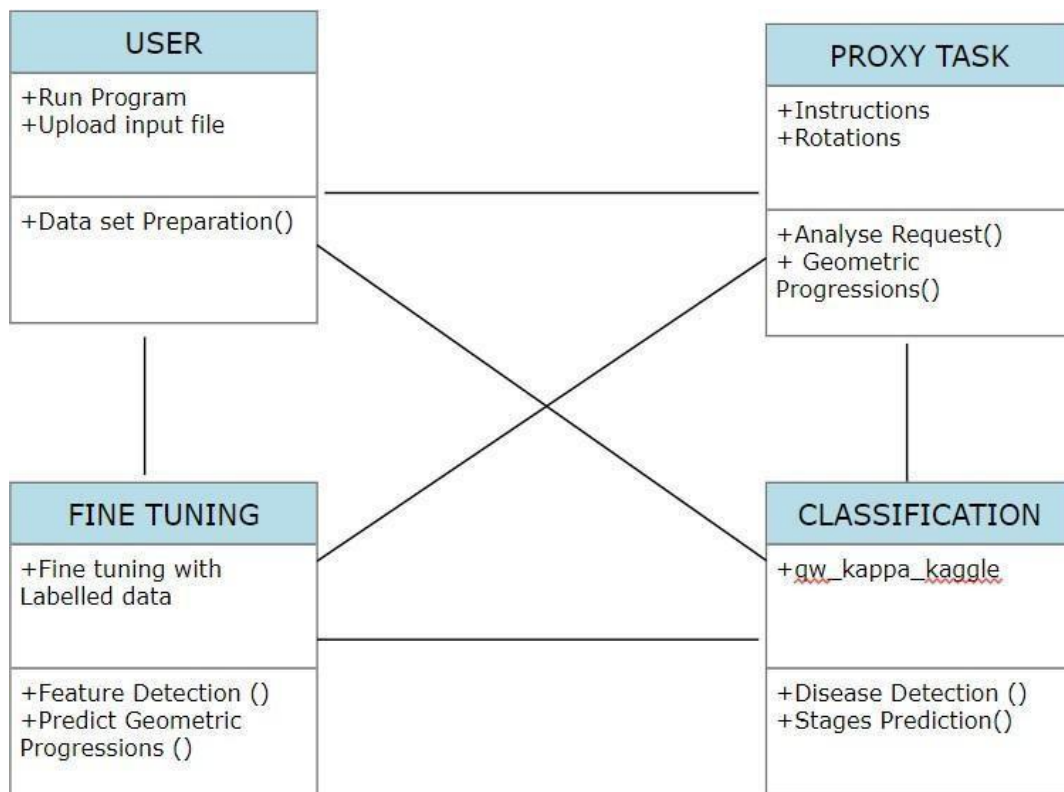 USER
+Run Program
+Upload input file
+Data set Preparation()
PROXY TASK
+Instructions
+Rotations
+Analyse Request()
+ Geometric
Progressions()
FINE TUNING
+Fine tuning with
Labelled data
+Feature Detection ()
+Predict Geometric
Progressions ()
CLASSIFICATION
+qw_kappa_kaggle
+Disease Detection ()
+Stages Prediction()